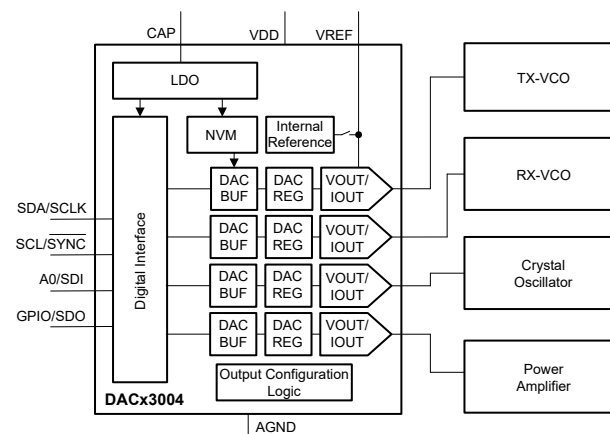 CAP
VDD
VREF
LDO
NVM
Internal
Reference
DAC
BUF
DAC
REG
VOUT/
IOUT
DAC
BUF
DAC
REG
VOUT/
IOUT
DAC
BUF
DAC
REG
VOUT/
IOUT
DAC
BUF
DAC
REG
VOUT/
IOUT
SDA/SCLK
SCL/SYNC
A0/SDI
GPIO/SDO
Digital Interface
Output Configuration
Logic
DACx3004
AGND
TX-VCO
RX-VCO
Crystal
Oscillator
Power
Amplifier